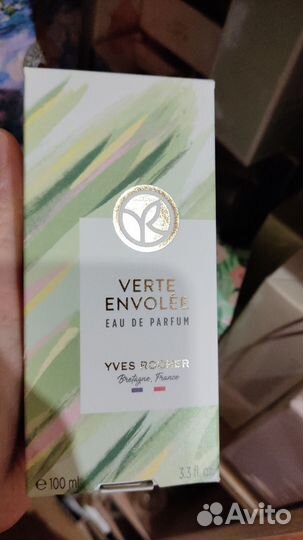 VERTE
ENVOLÉE
EAU DE PARFUM
YVES ROCHER
Bretagne, France
e 100 ml 3.3 fl.
Avito